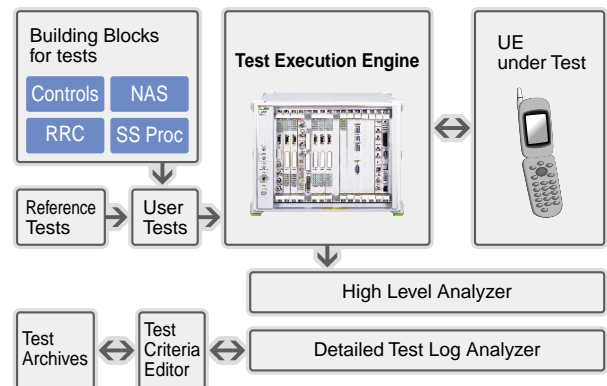 Building Blocks
for tests
Controls
NAS
RRC
SS Proc
Test Execution Engine
UE
under Test
Reference
Tests
User
Tests
High Level Analyzer
Test
Archives
Test
Criteria
Editor
Detailed Test Log Analyzer